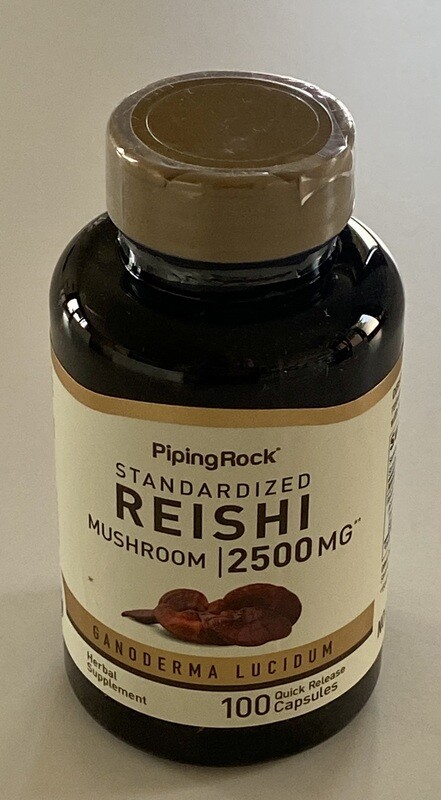 PipingRock®
STANDARDIZED
REISHI
MUSHROOM | 2500 MG**
GANODERMA LUCIDUM
Herbal
Supplement
100 Quick Release
Capsules